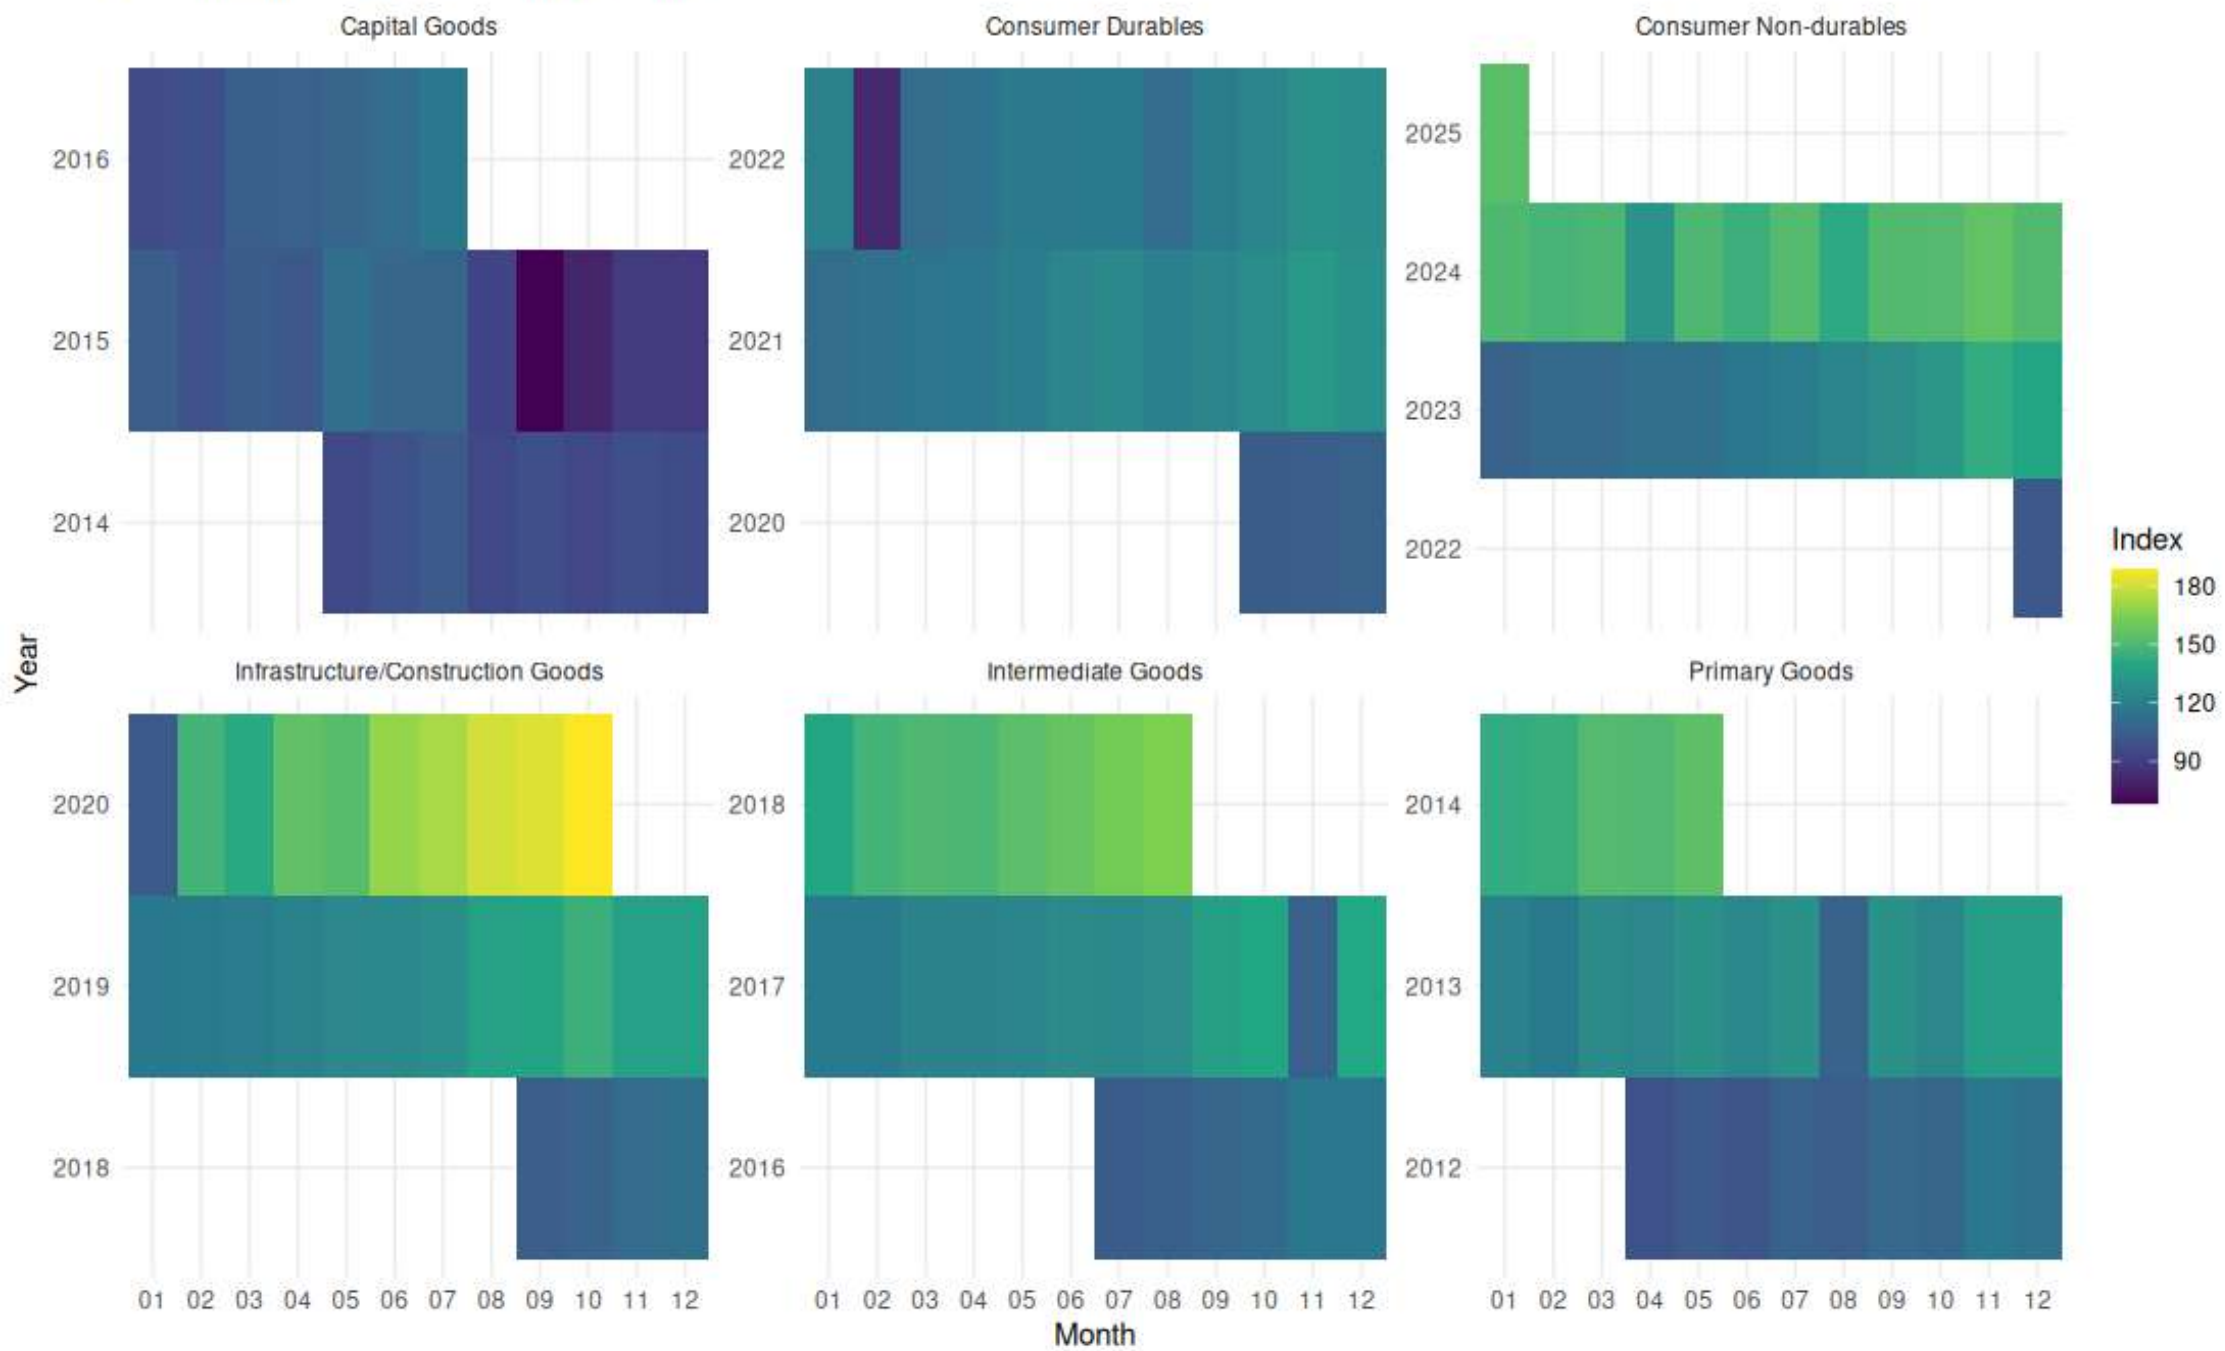 Capital Goods
Consumer Durables
Consumer Non-durables
2016
2015
2014
2022
2021
2020
2025
2024
2023
2022
Index
180
150
120
90
Year
Infrastructure/Construction Goods
Intermediate Goods
Primary Goods
2020
2019
2018
2018
2017
2016
2014
2013
2012
01 02 03 04 05 06 07 08 09 10 11 12
01 02 03 04 05 06 07 08 09 10 11 12
01 02 03 04 05 06 07 08 09 10 11 12
Month